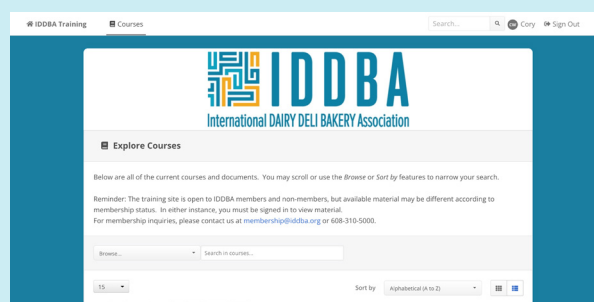 IDDBA Training Courses Search... CW Cory Sign Out
IDDBA
International DAIRY DELI BAKERY Association
Explore Courses
Below are all of the current courses and documents. You may scroll or use the Browse or Sort by features to narrow your search.
Reminder: The training site is open to IDDBA members and non-members, but available material may be different according to
membership status. In either instance, you must be signed in to view material.
For membership inquiries, please contact us at membership@iddba.org or 608-310-5000.
Browse... Search in courses...
15 Sort by Alphabetical (A to Z)